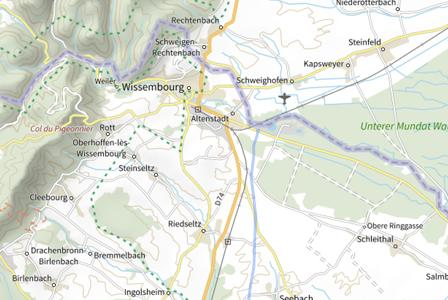 Niederotterbach
Rechtenbach
Schweigen-
Rechtenbach
Steinfeld
Kapsweyer
Weiler
Wissembourg
Schweighofen
Altenstadt
Unterer Mundat Wa
Col du Pigeonnier
Rott
Oberhoffen-lès-
Wissembourg
Steinseltz
Cleebourg
D74
Riedseltz
Obere Ringgasse
Schleithal
Drachenbronn-
Birlenbach
Bremmelbach
Birlenbach
Ingolsheim
Seebach
Salmb